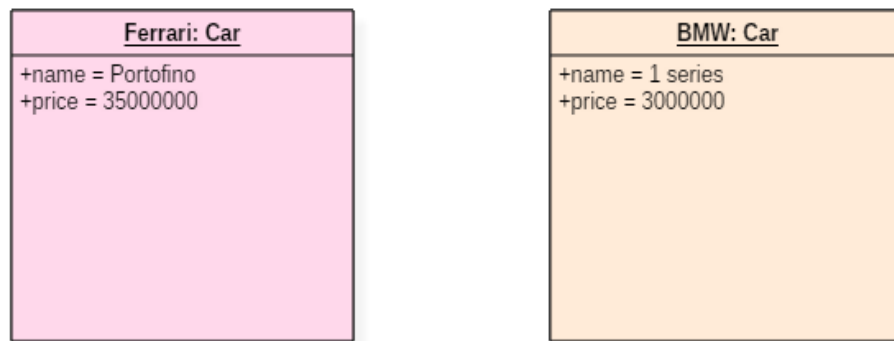 Ferrari: Car
+name = Portofino
+price = 35000000
BMW: Car
+name = 1 series
+price = 3000000